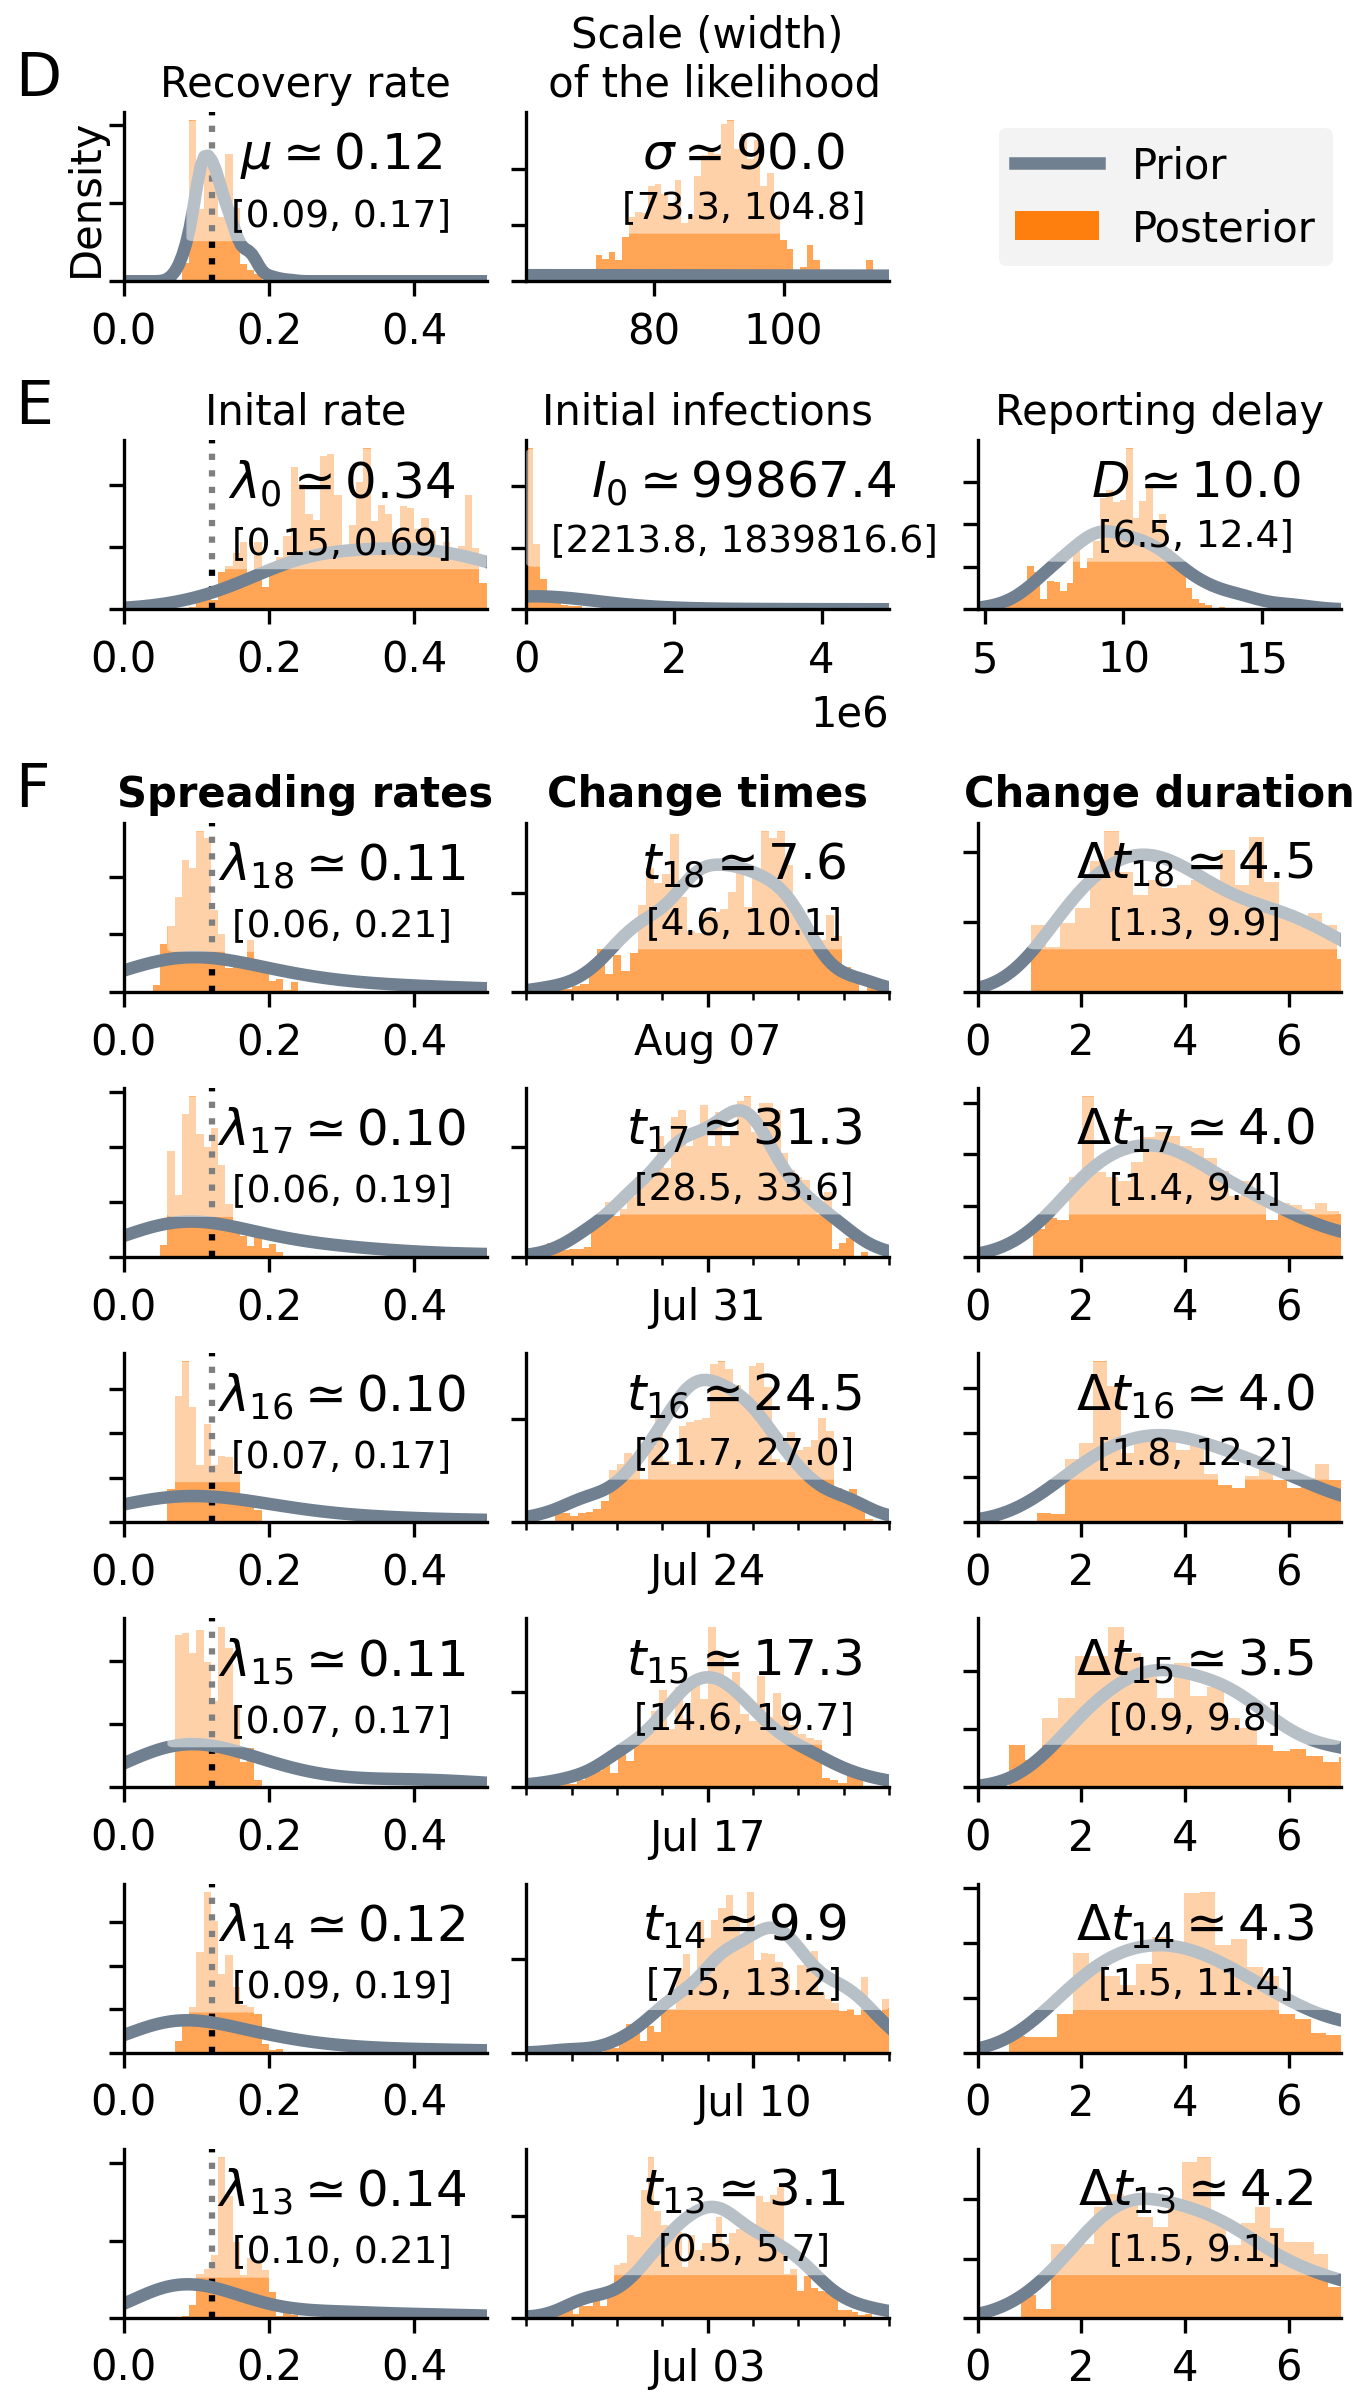 D
Recovery rate
Scale (width)
of the likelihood
Density
μ ≃ 0.12
[0.09, 0.17]
0.0 0.2 0.4
σ ≃ 90.0
[73.3, 104.8]
80 100
Prior
Posterior
E
Inital rate
λ0 ≃ 0.34
[0.15, 0.69]
0.0 0.2 0.4
Initial infections
I0 ≃ 99867.4
[2213.8, 1839816.6]
0 2 4
1e6
Reporting delay
D ≃ 10.0
[6.5, 12.4]
5 10 15
F
Spreading rates
Change times
Change duration
λ18 ≃ 0.11
[0.06, 0.21]
0.0 0.2 0.4
t18 ≃ 7.6
[4.6, 10.1]
Aug 07
Δt18 ≃ 4.5
[1.3, 9.9]
0 2 4 6
λ17 ≃ 0.10
[0.06, 0.19]
0.0 0.2 0.4
t17 ≃ 31.3
[28.5, 33.6]
Jul 31
Δt17 ≃ 4.0
[1.4, 9.4]
0 2 4 6
λ16 ≃ 0.10
[0.07, 0.17]
0.0 0.2 0.4
t16 ≃ 24.5
[21.7, 27.0]
Jul 24
Δt16 ≃ 4.0
[1.8, 12.2]
0 2 4 6
λ15 ≃ 0.11
[0.07, 0.17]
0.0 0.2 0.4
t15 ≃ 17.3
[14.6, 19.7]
Jul 17
Δt15 ≃ 3.5
[0.9, 9.8]
0 2 4 6
λ14 ≃ 0.12
[0.09, 0.19]
0.0 0.2 0.4
t14 ≃ 9.9
[7.5, 13.2]
Jul 10
Δt14 ≃ 4.3
[1.5, 11.4]
0 2 4 6
λ13 ≃ 0.14
[0.10, 0.21]
0.0 0.2 0.4
t13 ≃ 3.1
[0.5, 5.7]
Jul 03
Δt13 ≃ 4.2
[1.5, 9.1]
0 2 4 6